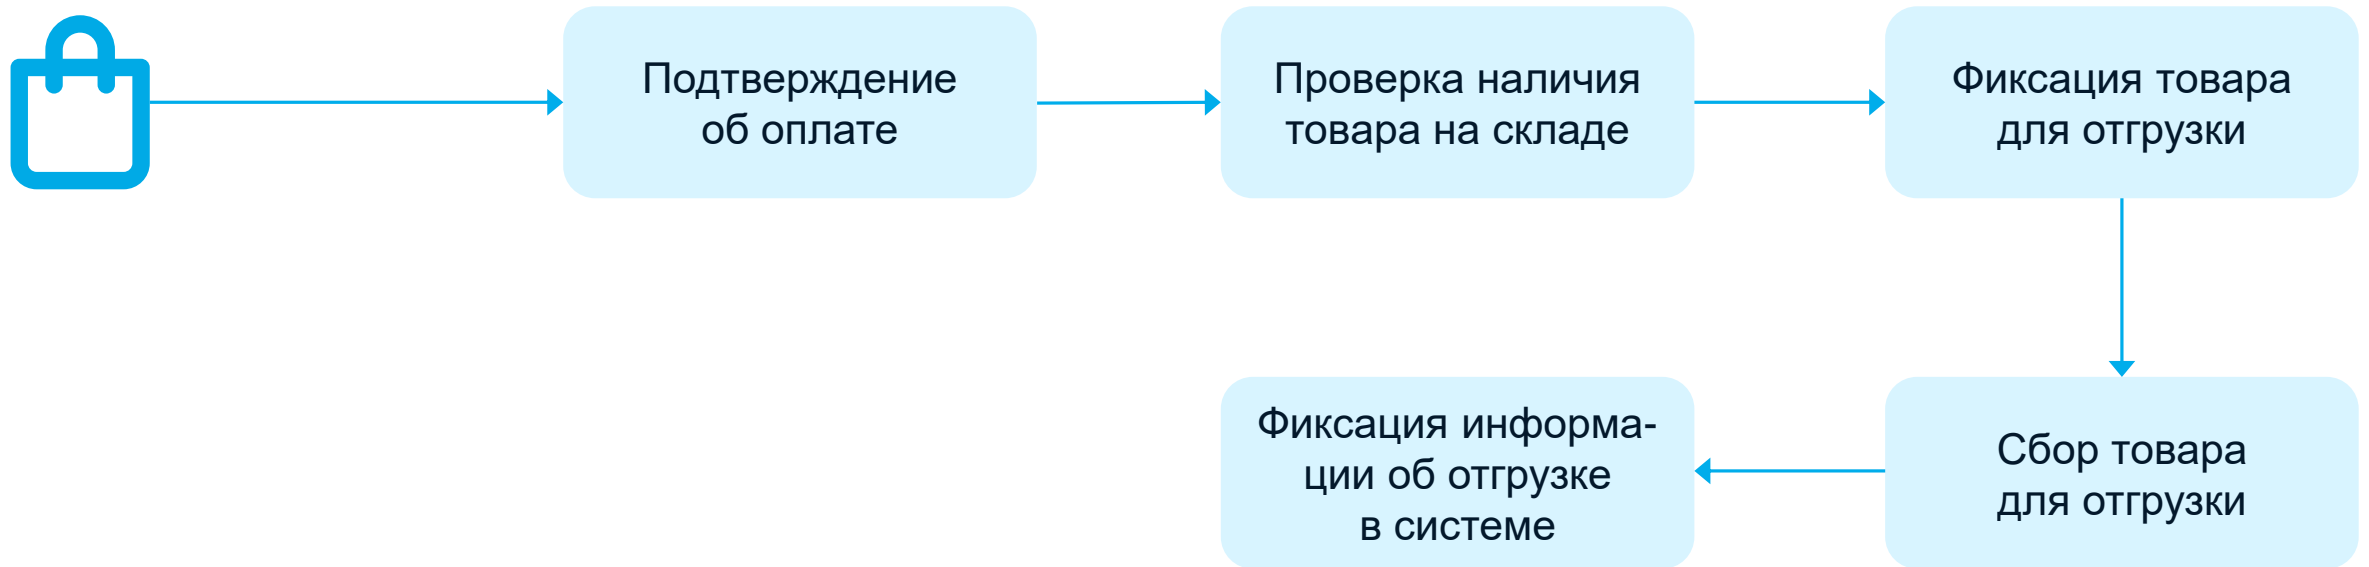 Подтверждение
об оплате
Проверка наличия
товара на складе
Фиксация товара
для отгрузки
Сбор товара
для отгрузки
Фиксация информа-
ции об отгрузке
в системе